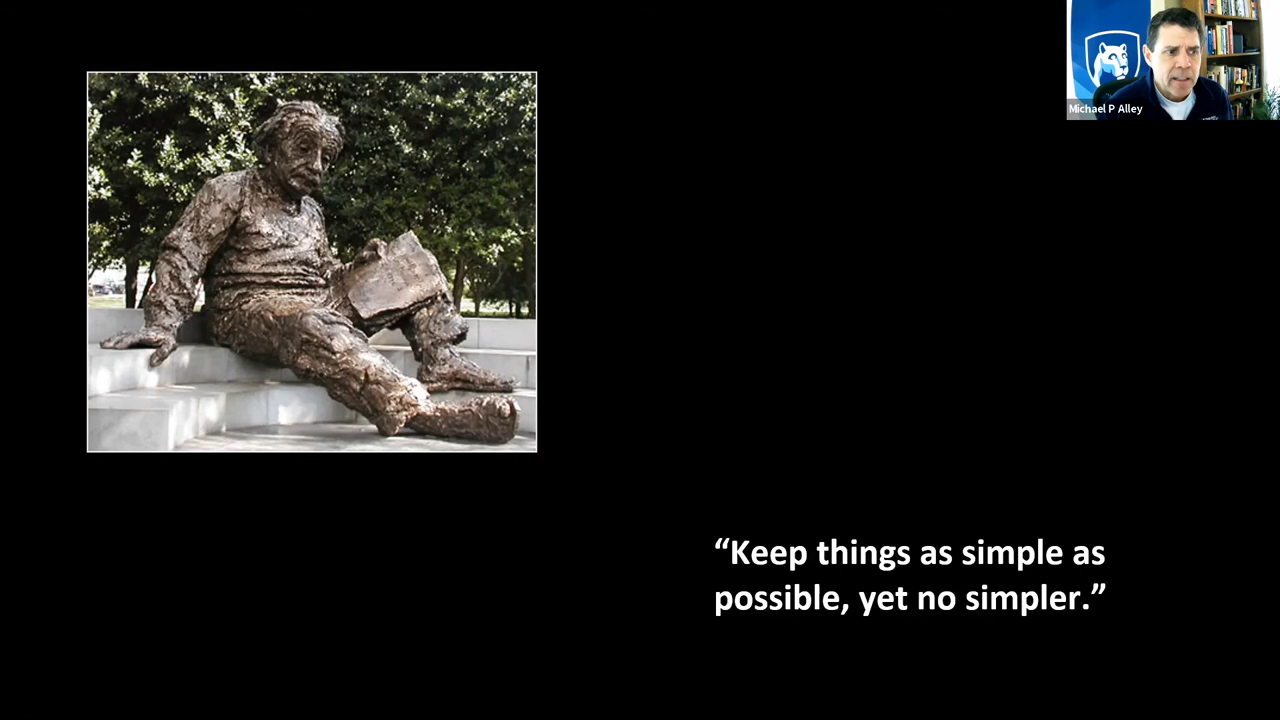 Michael P Alley
“Keep things as simple as
possible, yet no simpler.”